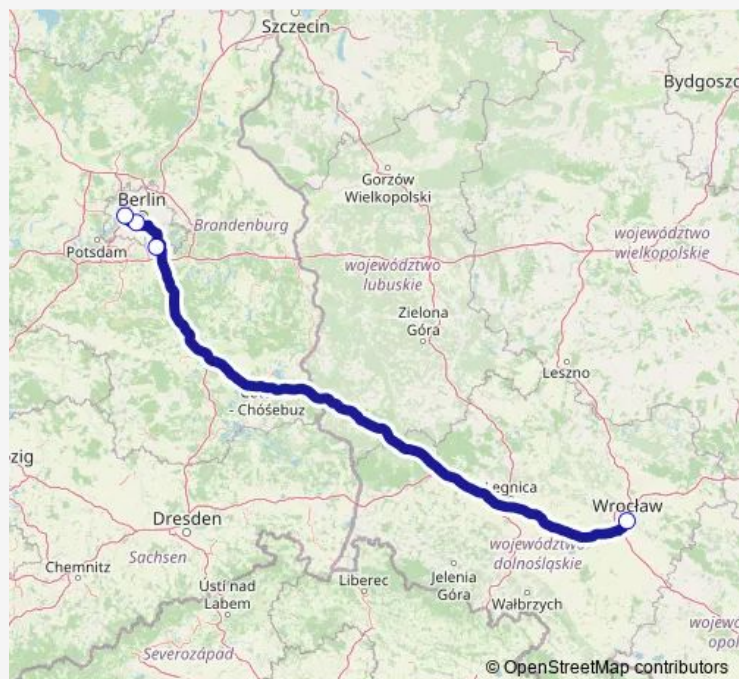 Szczecin
Bydgoszc
Gorzów
Wielkopolski
Berlin
Brandenburg
Potsdam
województwo
wielkopolskie
województwo
lubuskie
Zielona
Góra
Leszno
- Chóśebuz
zig
Legnica
Wrocław
Dresden
województwo
dolnośląskie
Sachsen
Chemnitz
Ústí nad
Labem
Liberec
Jelenia
Góra
Wałbrzych
wojewó
opol
Severozápad
© OpenStreetMap contributors